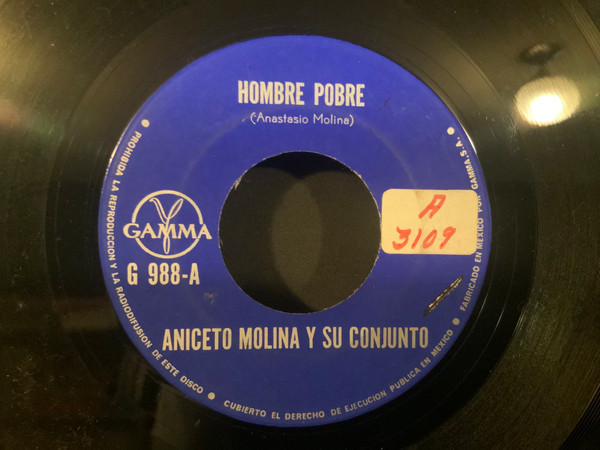 HOMBRE POBRE
(Anastasio Molina)
GAMMA
G 988-A
A
3109
ANICETO MOLINA Y SU CONJUNTO
PROHIBIDA LA REPRODUCCION Y LA RADIODIFUSION DE ESTE DISCO
CUBIERTO EL DERECHO DE EJECUCION PUBLICA EN MEXICO
FABRICADO EN MEXICO POR GAMMA, S.A.